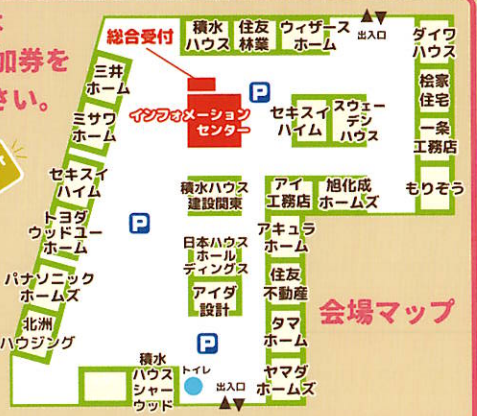 は
加券を
さい。
総合受付
積水
ハウス
住友
林業
ウィザース
ホーム
出入口
ダイワ
ハウス
三井
ホーム
桧家
住宅
ミサワ
ホーム
インフォメーション
センター
P
セキスイ
ハイム
スウェー
デン
ハウス
一条
工務店
セキスイ
ハイム
積水ハウス
建設関東
アイ
工務店
旭化成
ホームズ
もりぞう
トヨダ
ウッドユー
ホーム
P
日本ハウス
ホール
ディングス
アキュラ
ホーム
パナソニック
ホームズ
アイダ
設計
住友
不動産
会場マップ
北洲
ハウジング
P
タマ
ホーム
積水
ハウス
シャー
ウッド
トイレ
出入口
ヤマダ
ホームズ